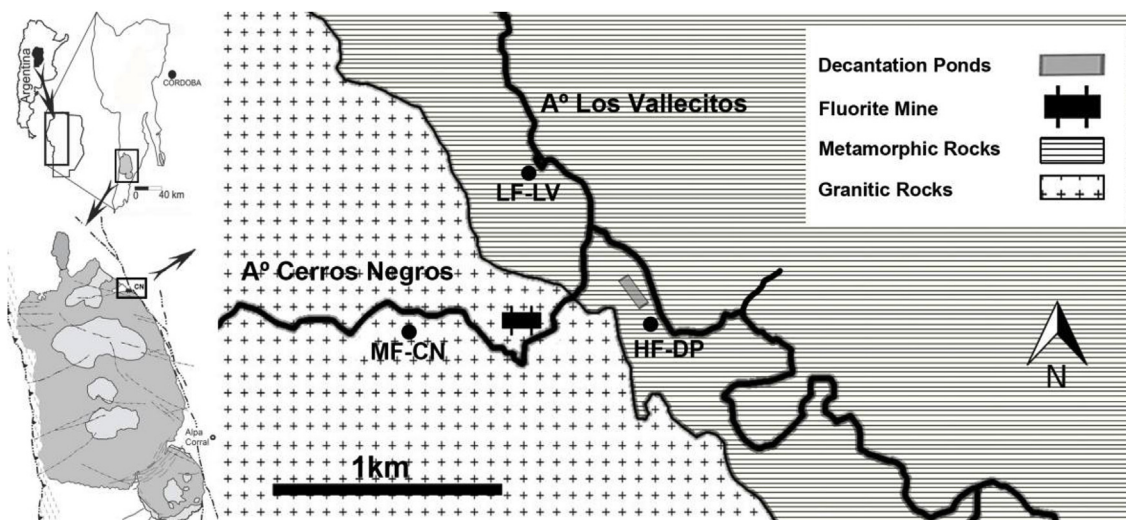 Argentina
CORDOBA
0 40 km
CN
Alpa
Corral
Aº Los Vallecitos
LF-LV
Aº Cerros Negros
MF-CN
HF-DP
1km
N
Decantation Ponds
Fluorite Mine
Metamorphic Rocks
Granitic Rocks